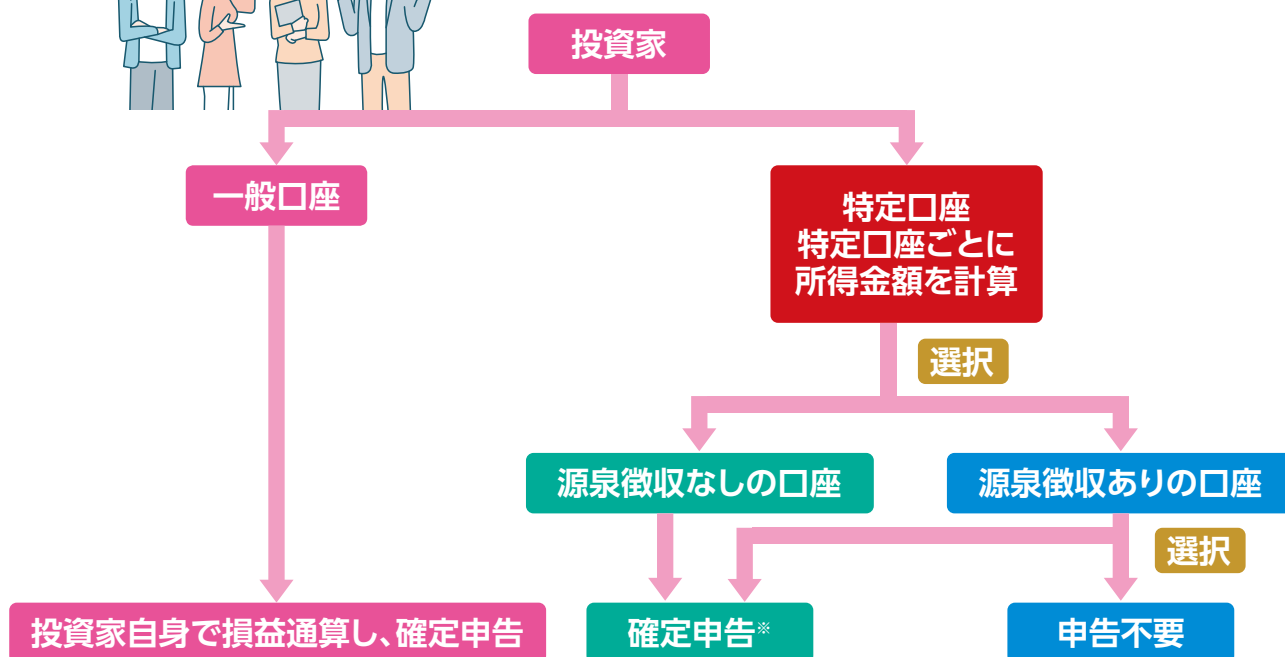 投資家
一般口座
特定口座
特定口座ごとに
所得金額を計算
選択
源泉徴収なしの口座
源泉徴収ありの口座
選択
投資家自身で損益通算し、確定申告
確定申告※
申告不要